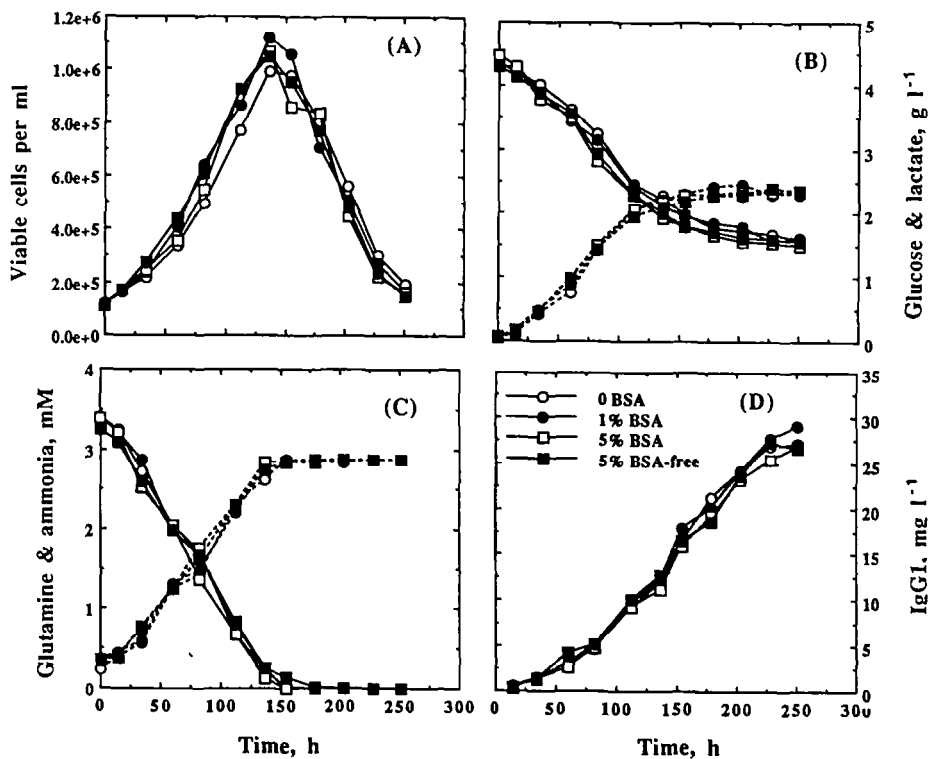 (A)
1.2e+6
1.0e+6
8.0e+5
6.0e+5
4.0e+5
2.0e+5
0.0e+0
Viable cells per ml
(B)
5
4
3
2
1
0
Glucose & lactate, g l⁻¹
(C)
4
3
2
1
0
Glutamine & ammonia, mM
0 50 100 150 200 250 300
Time, h
(D)
0 BSA
1% BSA
5% BSA
5% BSA-free
35
30
25
20
15
10
5
0
IgG1, mg l⁻¹
0 50 100 150 200 250 300
Time, h